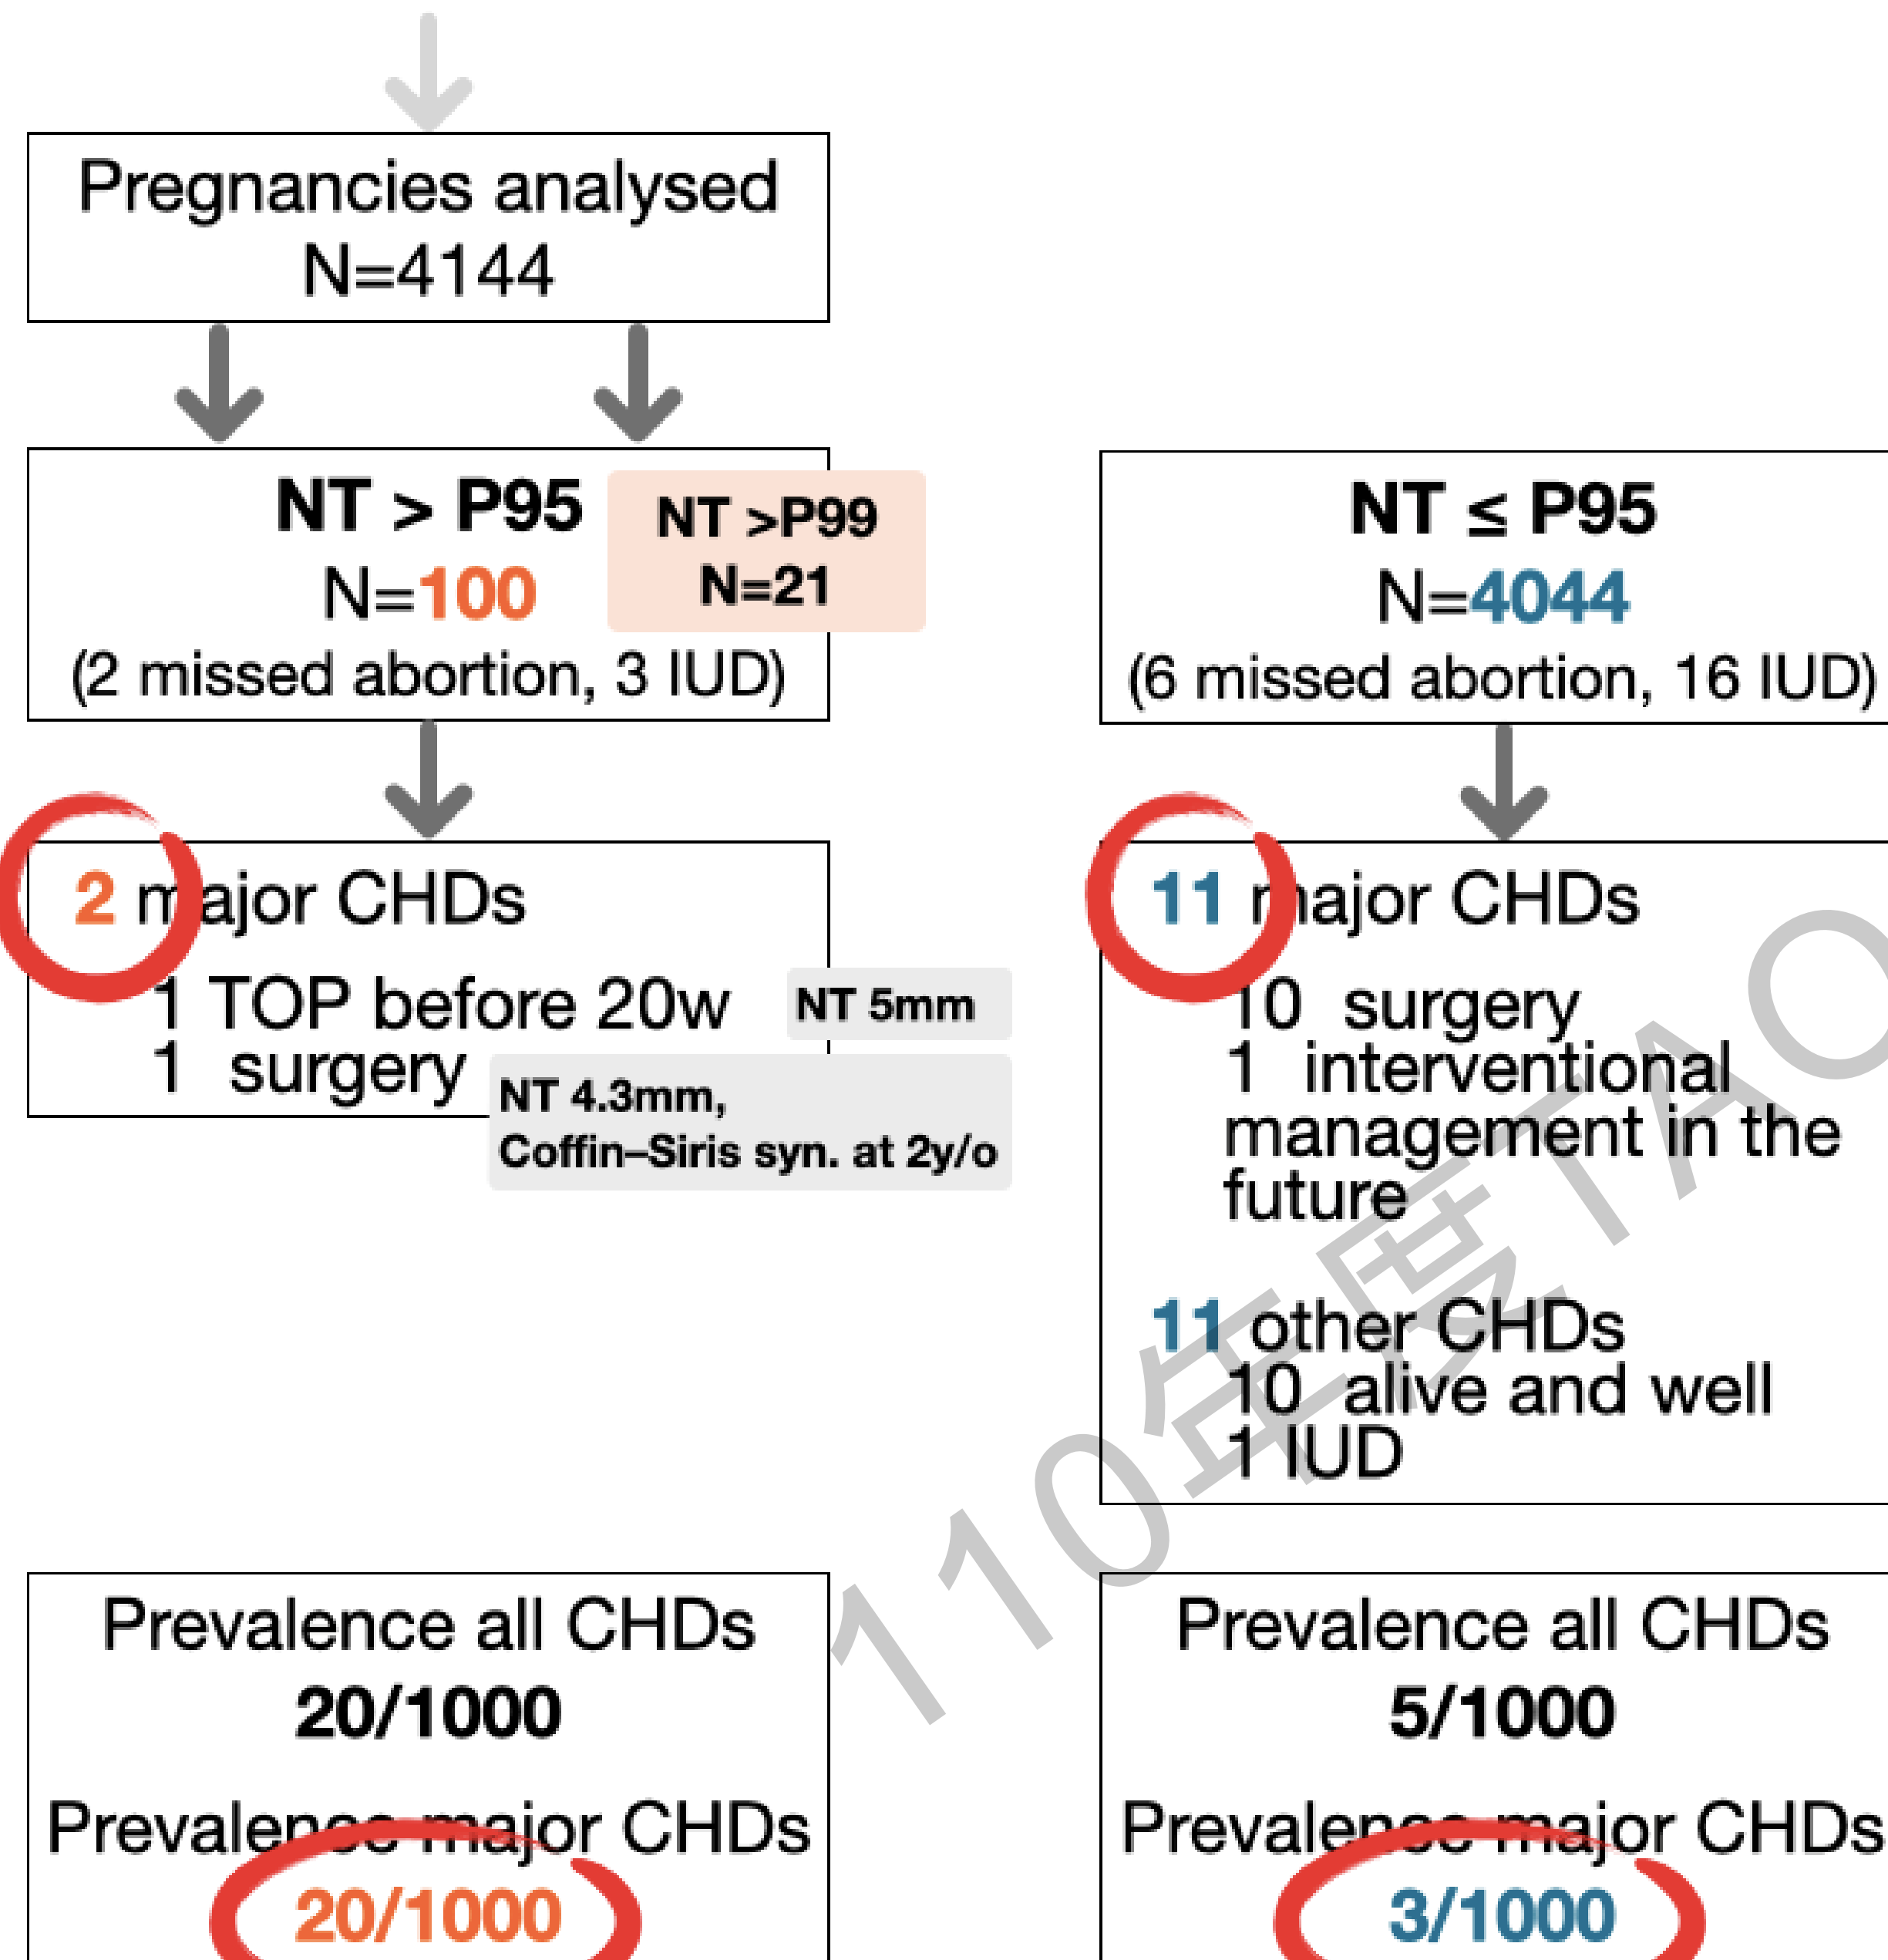 Pregnancies analysed
N=4144
NT > P95
N=100
(2 missed abortion, 3 IUD)
NT >P99
N=21
NT ≤ P95
N=4044
(6 missed abortion, 16 IUD)
2 major CHDs
1 TOP before 20w
1 surgery
NT 5mm
NT 4.3mm,
Coffin–Siris syn. at 2y/o
11 major CHDs
10 surgery
1 interventional
management in the
future
11 other CHDs
10 alive and well
1 IUD
Prevalence all CHDs
20/1000
Prevalence major CHDs
20/1000
Prevalence all CHDs
5/1000
Prevalence major CHDs
3/1000
110年度TAO